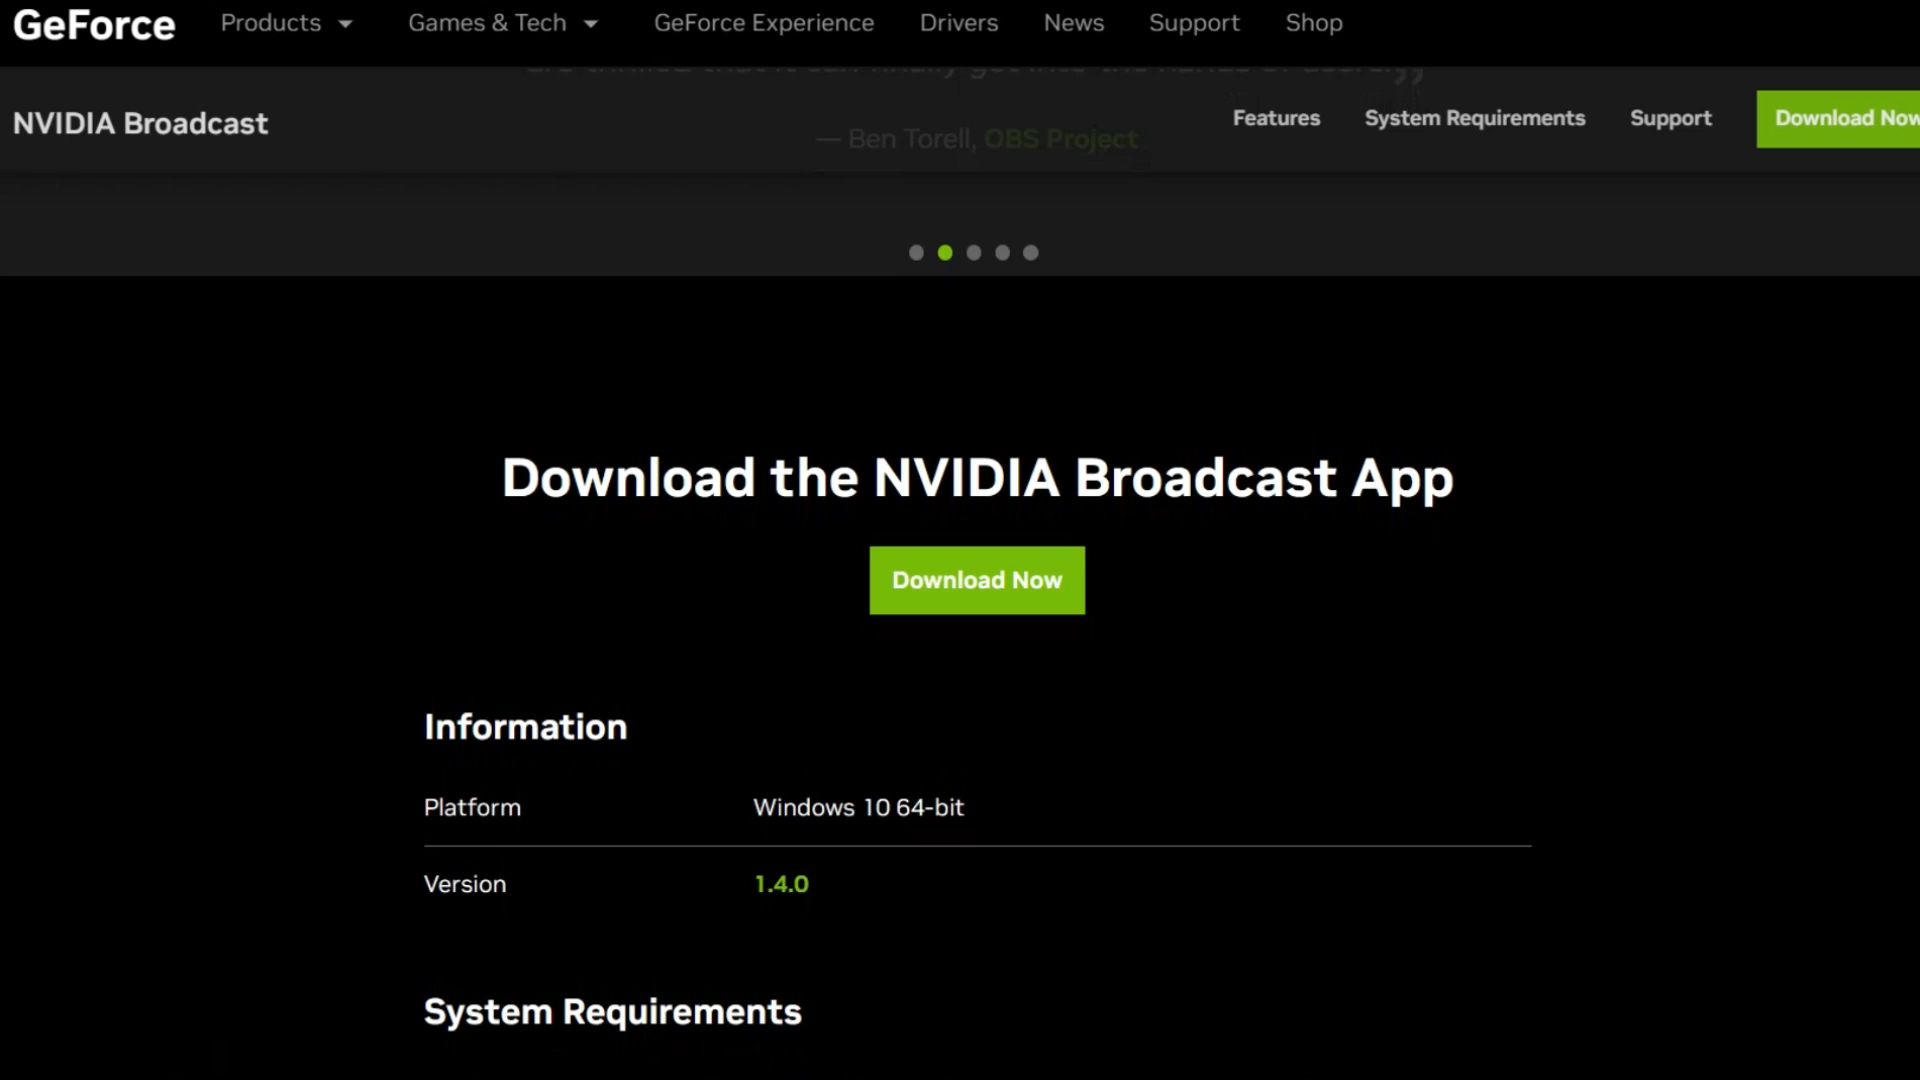 GeForce Products Games & Tech GeForce Experience Drivers News Support Shop
NVIDIA Broadcast Features System Requirements Support Download Now
— Ben Torell, OBS Project
Download the NVIDIA Broadcast App
Download Now
Information
Platform Windows 10 64-bit
Version 1.4.0
System Requirements